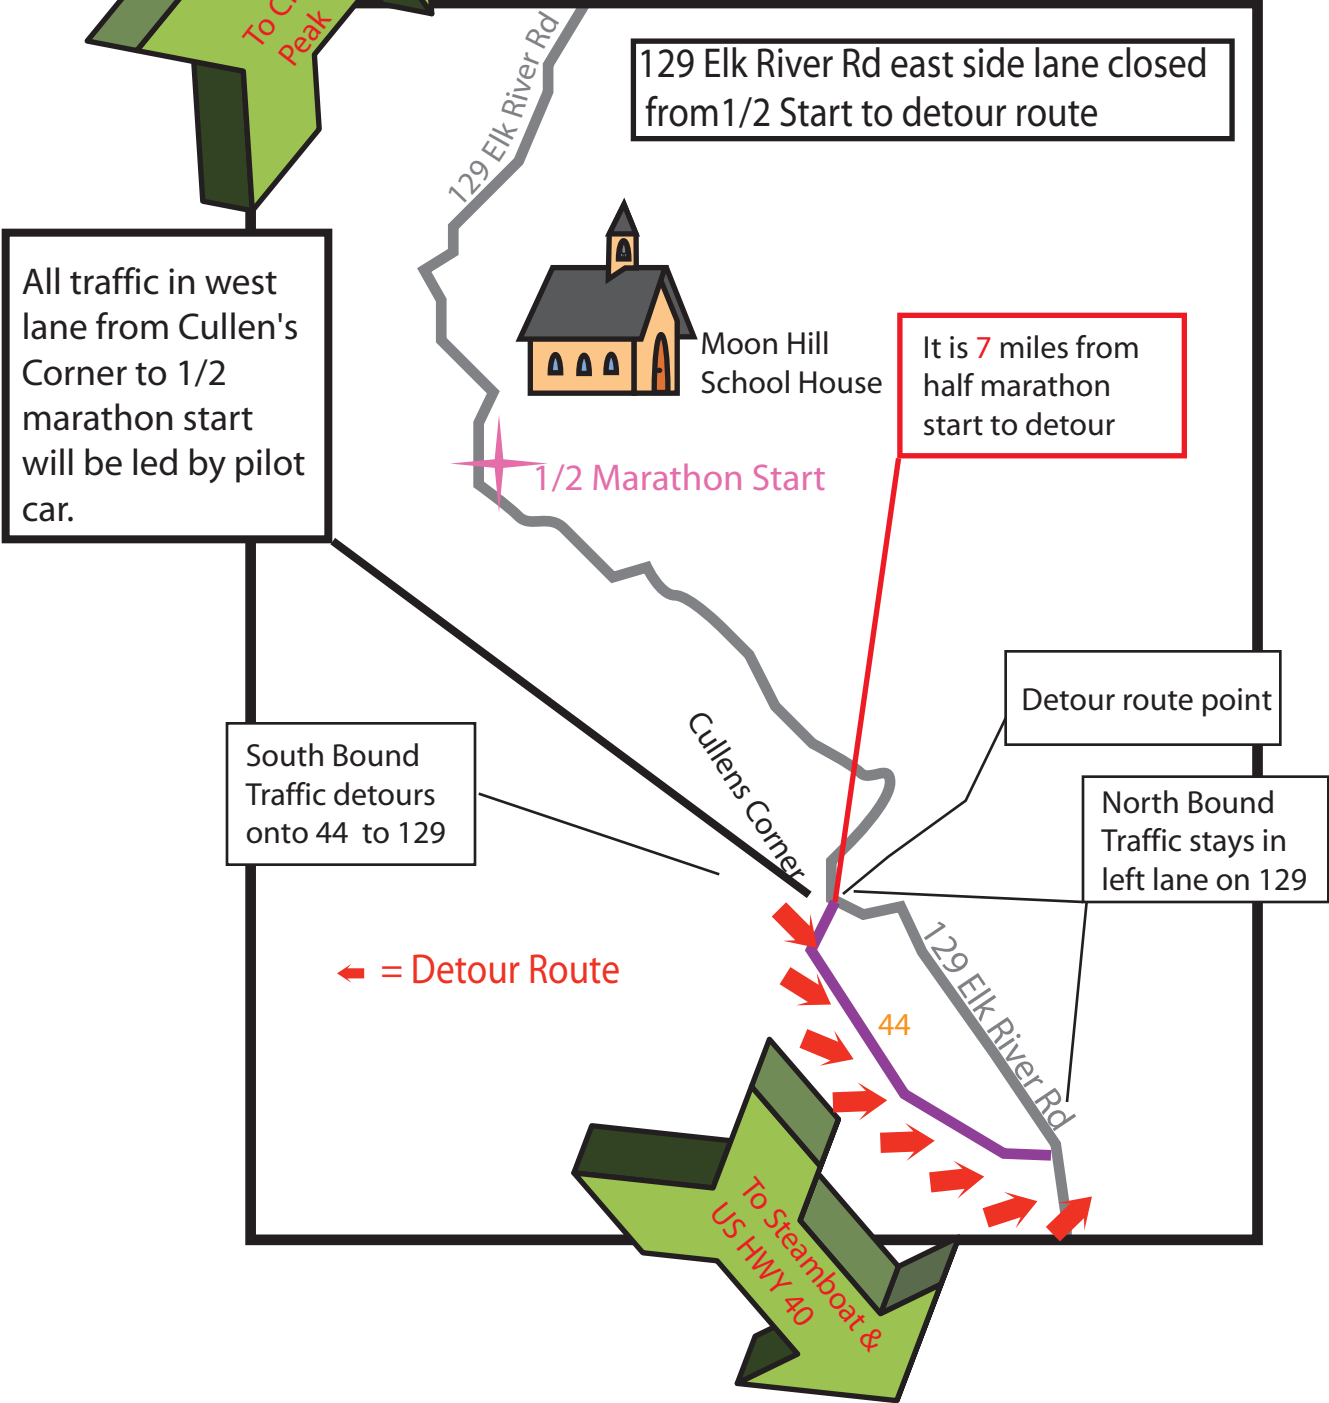 To
Peak
129 Elk River Rd
129 Elk River Rd east side lane closed
from1/2 Start to detour route
All traffic in west
lane from Cullen's
Corner to 1/2
marathon start
will be led by pilot
car.
Moon Hill
School House
It is 7 miles from
half marathon
start to detour
1/2 Marathon Start
Detour route point
Cullens Corner
South Bound
Traffic detours
onto 44 to 129
North Bound
Traffic stays in
left lane on 129
129 Elk River Rd
= Detour Route
44
To Steamboat &
US HWY 40